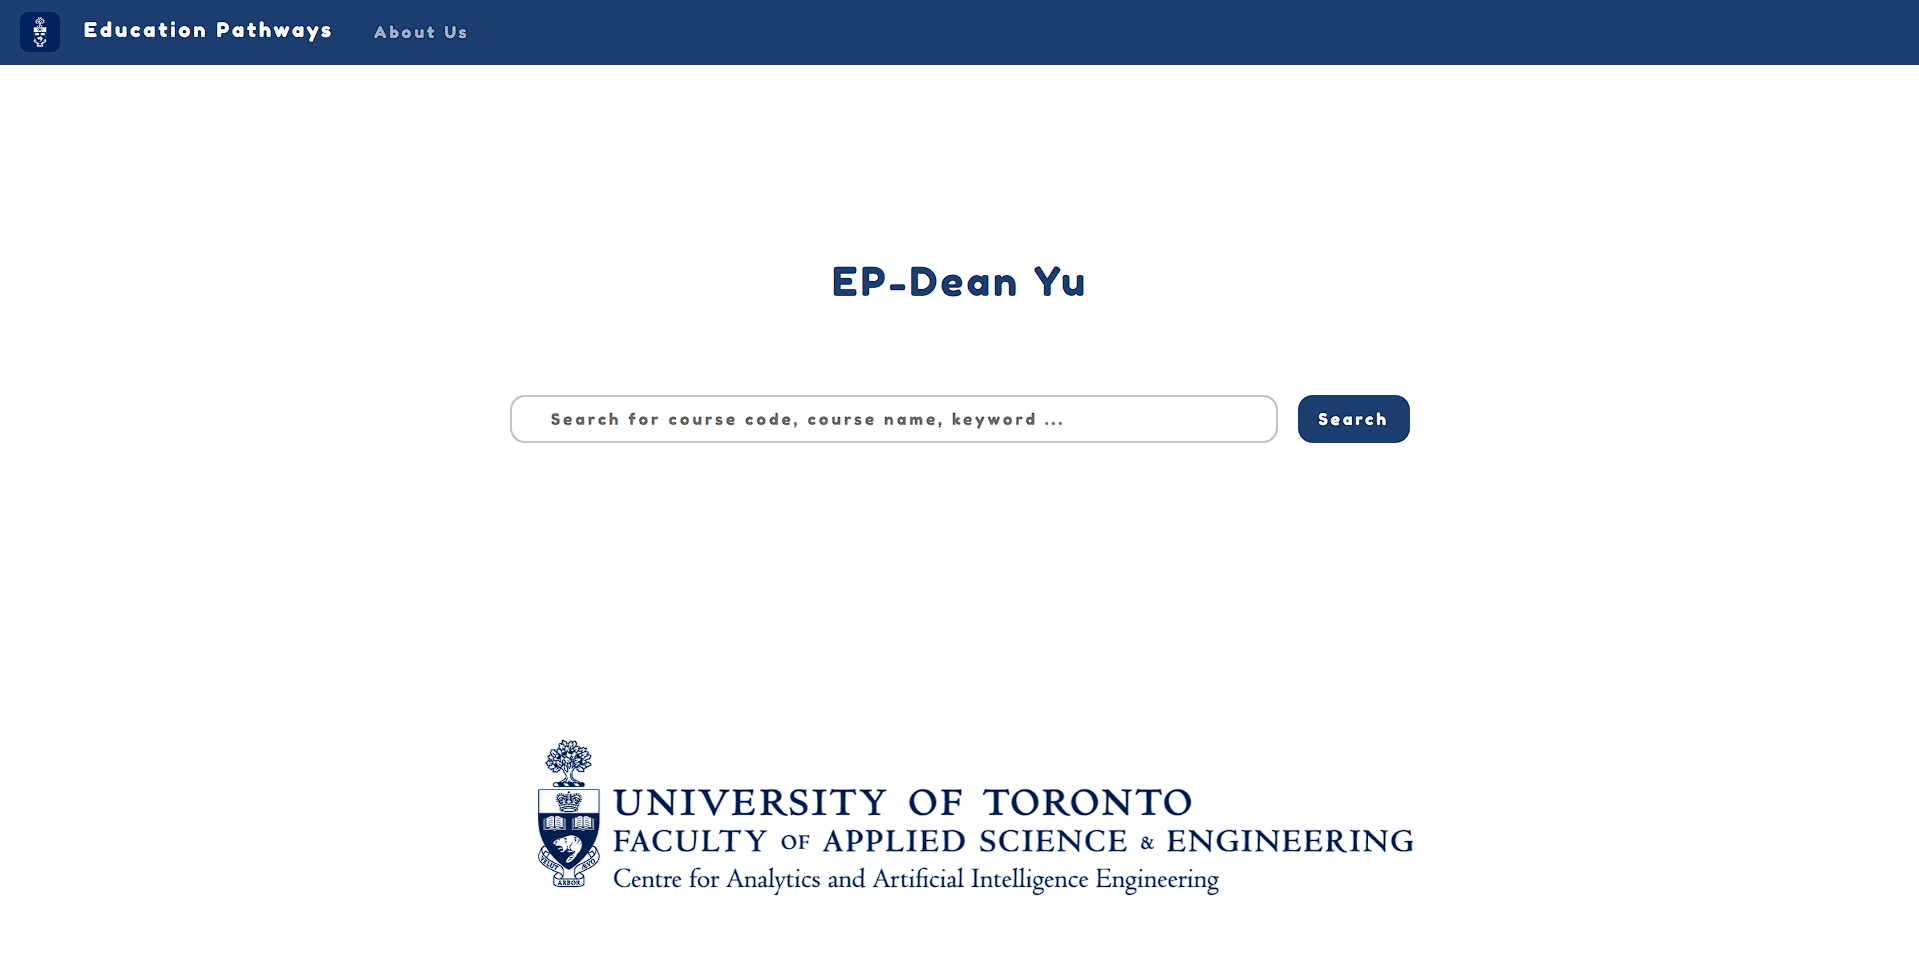 Education Pathways
About Us
EP-Dean Yu
Search for course code, course name, keyword ...
Search
UNIVERSITY OF TORONTO
FACULTY OF APPLIED SCIENCE & ENGINEERING
Centre for Analytics and Artificial Intelligence Engineering
VELUT ÆVO
ARBOR